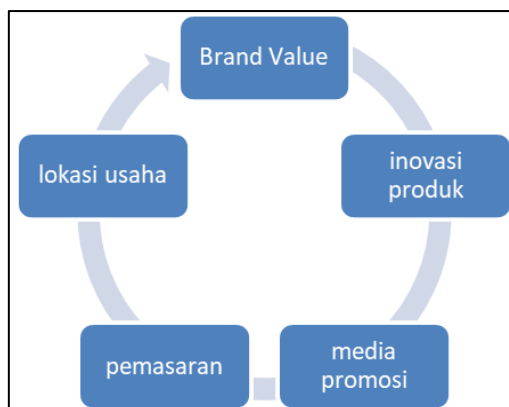 Brand Value
inovasi
produk
media
promosi
pemasaran
lokasi usaha